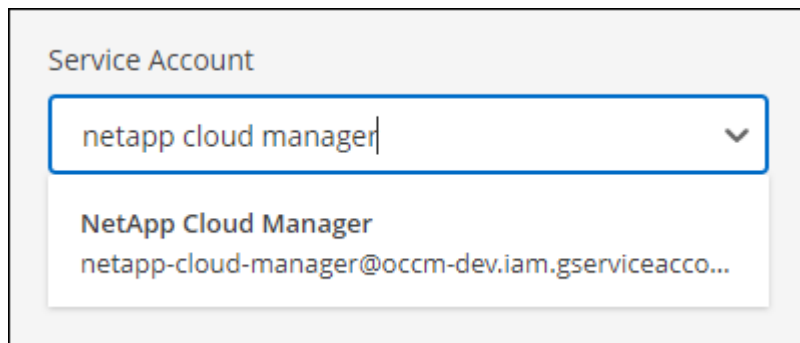 Service Account
netapp cloud manager
NetApp Cloud Manager
netapp-cloud-manager@occm-dev.iam.gserviceacco...